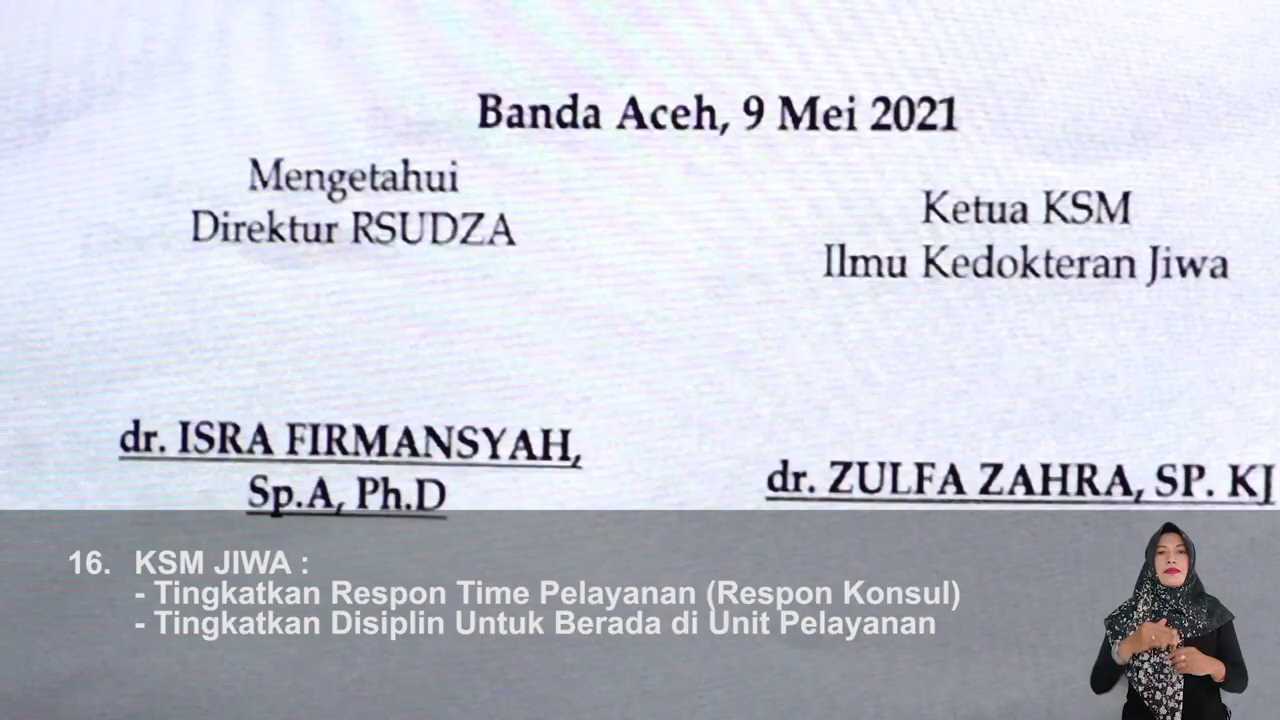 Banda Aceh, 9 Mei 2021
Mengetahui
Direktur RSUDZA
Ketua KSM
Ilmu Kedokteran Jiwa
dr. ISRA FIRMANSYAH,
Sp.A, Ph.D
dr. ZULFA ZAHRA, SP. KJ
16. KSM JIWA :
- Tingkatkan Respon Time Pelayanan (Respon Konsul)
- Tingkatkan Disiplin Untuk Berada di Unit Pelayanan